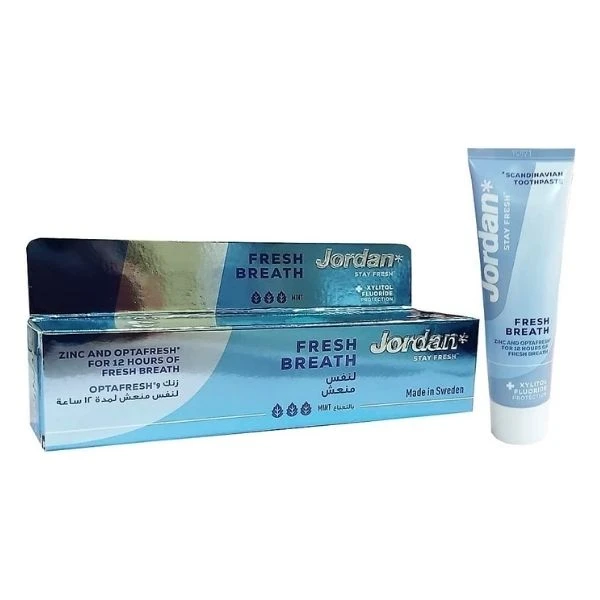 FRESH
BREATH
MINT
Jordan*
STAY FRESH
+ XYLITOL
FLUORIDE
PROTECTION
ZINC AND OPTAFRESH*
FOR 12 HOURS OF
FRESH BREATH
زنك وOPTAFRESH
لنفس منعش لمدة ١٢ ساعة
FRESH
BREATH
لنفس
منعش
MINT بالنعناع
Jordan*
STAY FRESH
Made in Sweden
*SCANDINAVIAN
TOOTHPASTE
Jordan*
STAY FRESH
FRESH
BREATH
ZINC AND OPTAFRESH
FOR 12 HOURS OF
FRESH BREATH
+ XYLITOL
FLUORIDE
PROTECTION